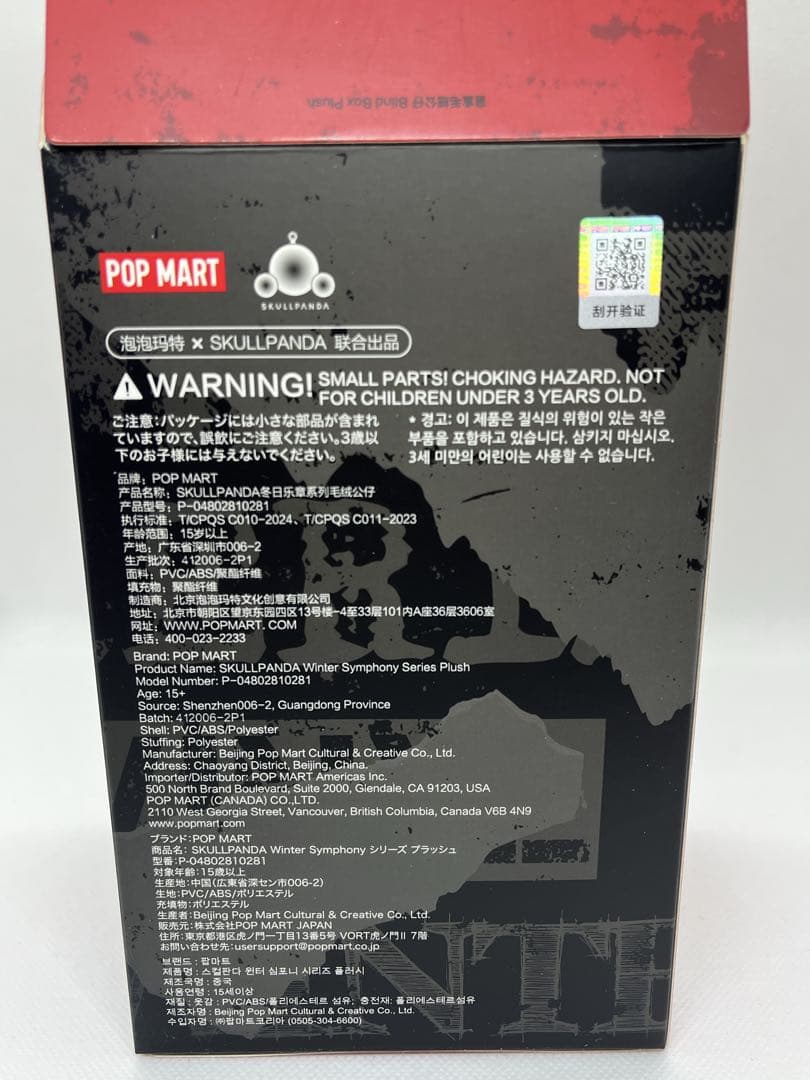 盲盒毛绒公仔 Blind Box Plush
POP MART
SKULLPANDA
刮开验证
泡泡玛特 × SKULLPANDA 联合出品
WARNING! SMALL PARTS! CHOKING HAZARD. NOT
FOR CHILDREN UNDER 3 YEARS OLD.
ご注意:パッケージには小さな部品が含まれ
ていますので、誤飲にご注意ください。3歳以
下のお子様には与えないでください。
* 경고: 이 제품은 질식의 위험이 있는 작은
부품을 포함하고 있습니다. 삼키지 마십시오.
3세 미만의 어린이는 사용할 수 없습니다.
品牌：POP MART
产品名称：SKULLPANDA冬日乐章系列毛绒公仔
产品型号：P-04802810281
执行标准：T/CPQS C010-2024、T/CPQS C011-2023
年龄范围：15岁以上
产地：广东省深圳市006-2
生产批次：412006-2P1
面料：PVC/ABS/聚酯纤维
填充物：聚酯纤维
制造商：北京泡泡玛特文化创意有限公司
地址：北京市朝阳区望京东园四区13号楼-4至33层101内A座36层3606室
网址：WWW.POPMART.COM
电话：400-023-2233
Brand: POP MART
Product Name: SKULLPANDA Winter Symphony Series Plush
Model Number: P-04802810281
Age: 15+
Source: Shenzhen006-2, Guangdong Province
Batch: 412006-2P1
Shell: PVC/ABS/Polyester
Stuffing: Polyester
Manufacturer: Beijing Pop Mart Cultural & Creative Co., Ltd.
Address: Chaoyang District, Beijing, China.
Importer/Distributor: POP MART Americas Inc.
500 North Brand Boulevard, Suite 2000, Glendale, CA 91203, USA
POP MART (CANADA) CO.,LTD.
2110 West Georgia Street, Vancouver, British Columbia, Canada V6B 4N9
www.popmart.com
ブランド:POP MART
商品名: SKULLPANDA Winter Symphony シリーズ プラッシュ
型番:P-04802810281
対象年齢:15歳以上
生産地:中国(広東省深セン市006-2)
生地:PVC/ABS/ポリエステル
充填物:ポリエステル
生産者:Beijing Pop Mart Cultural & Creative Co., Ltd.
販売元:株式会社POP MART JAPAN
住所:東京都港区虎ノ門一丁目13番5号 VORT虎ノ門II 7階
お問い合わせ先:usersupport@popmart.co.jp
브랜드 : 팝마트
제품명 : 스컬판다 윈터 심포니 시리즈 플러시
제조국명 : 중국
사용연령 : 15세이상
재질 : 옷감 : PVC/ABS/폴리에스테르 섬유; 충전재: 폴리에스테르섬유
제조자명 : Beijing Pop Mart Cultural & Creative Co., Ltd.
수입자명 : ㈜팝마트코리아 (0505-304-6600)